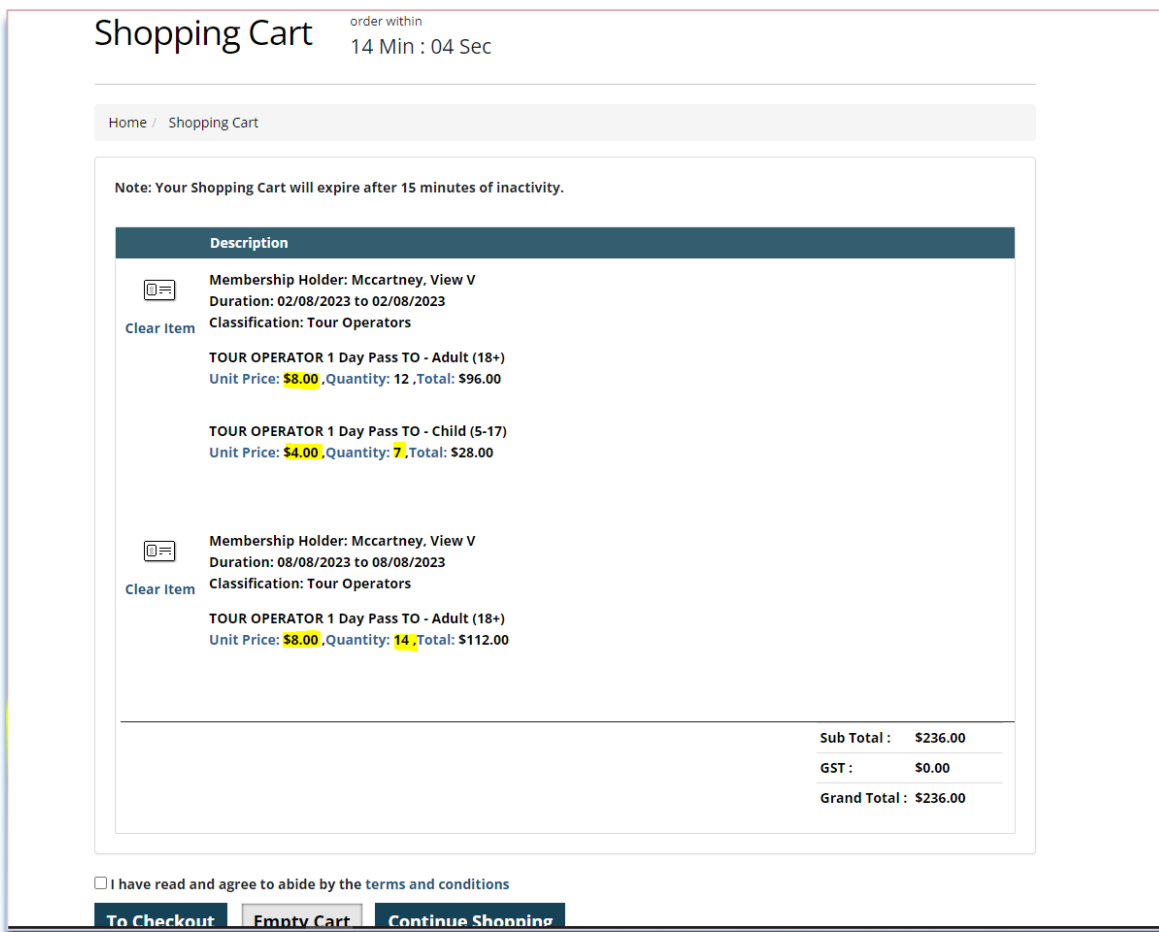 Shopping Cart
order within
14 Min : 04 Sec
Home / Shopping Cart
Note: Your Shopping Cart will expire after 15 minutes of inactivity.
Description
Membership Holder: Mccartney, View V
Duration: 02/08/2023 to 02/08/2023
Clear Item
Classification: Tour Operators
TOUR OPERATOR 1 Day Pass TO - Adult (18+)
Unit Price: $8.00 ,Quantity: 12 ,Total: $96.00
TOUR OPERATOR 1 Day Pass TO - Child (5-17)
Unit Price: $4.00 ,Quantity: 7 ,Total: $28.00
Membership Holder: Mccartney, View V
Duration: 08/08/2023 to 08/08/2023
Clear Item
Classification: Tour Operators
TOUR OPERATOR 1 Day Pass TO - Adult (18+)
Unit Price: $8.00 ,Quantity: 14 ,Total: $112.00
Sub Total : $236.00
GST : $0.00
Grand Total : $236.00
I have read and agree to abide by the terms and conditions
To Checkout Empty Cart Continue Shopping